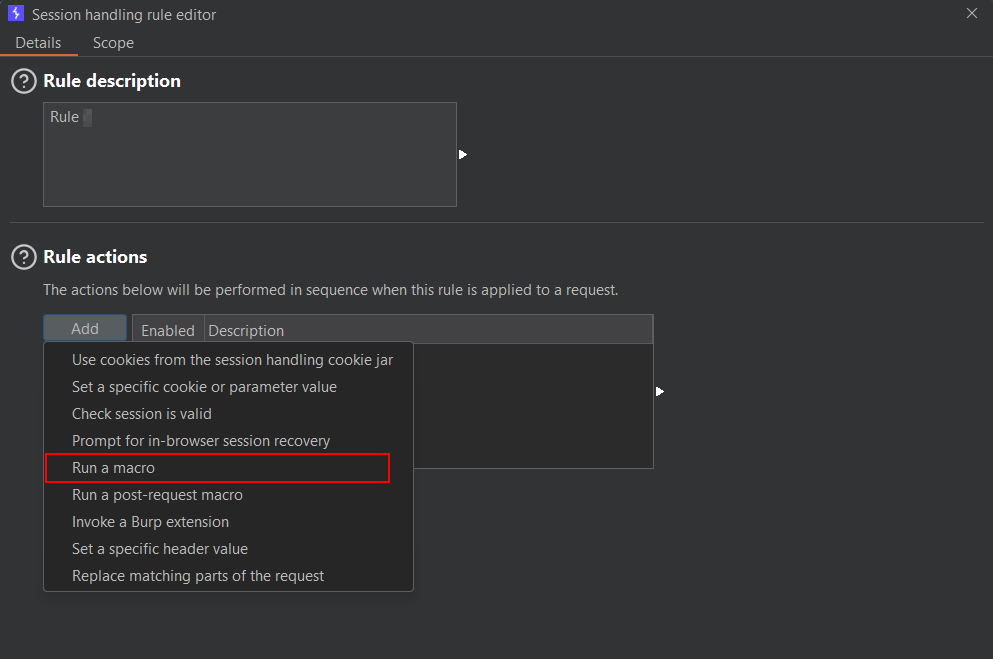 Session handling rule editor
Details Scope
? Rule description
Rule
? Rule actions
The actions below will be performed in sequence when this rule is applied to a request.
Add Enabled Description
Use cookies from the session handling cookie jar
Set a specific cookie or parameter value
Check session is valid
Prompt for in-browser session recovery
Run a macro
Run a post-request macro
Invoke a Burp extension
Set a specific header value
Replace matching parts of the request